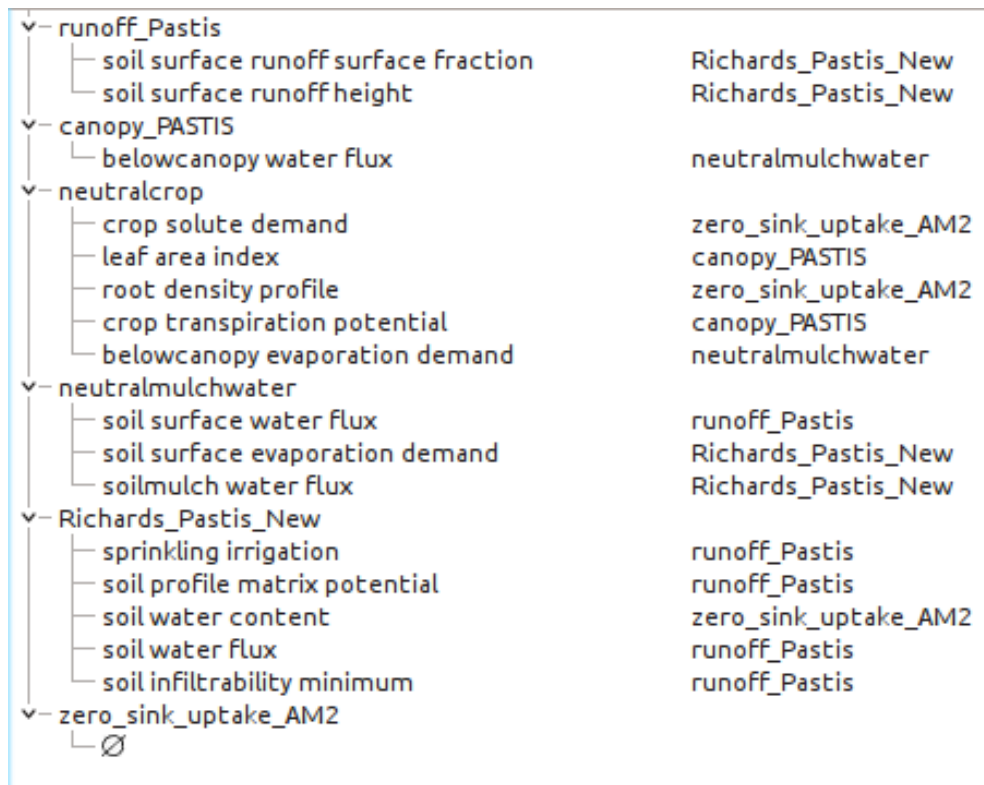 runoff_Pastis
soil surface runoff surface fraction Richards_Pastis_New
soil surface runoff height Richards_Pastis_New
canopy_PASTIS
belowcanopy water flux neutralmulchwater
neutralcrop
crop solute demand zero_sink_uptake_AM2
leaf area index canopy_PASTIS
root density profile zero_sink_uptake_AM2
crop transpiration potential canopy_PASTIS
belowcanopy evaporation demand neutralmulchwater
neutralmulchwater
soil surface water flux runoff_Pastis
soil surface evaporation demand Richards_Pastis_New
soilmulch water flux Richards_Pastis_New
Richards_Pastis_New
sprinkling irrigation runoff_Pastis
soil profile matrix potential runoff_Pastis
soil water content zero_sink_uptake_AM2
soil water flux runoff_Pastis
soil infiltrability minimum runoff_Pastis
zero_sink_uptake_AM2
∅